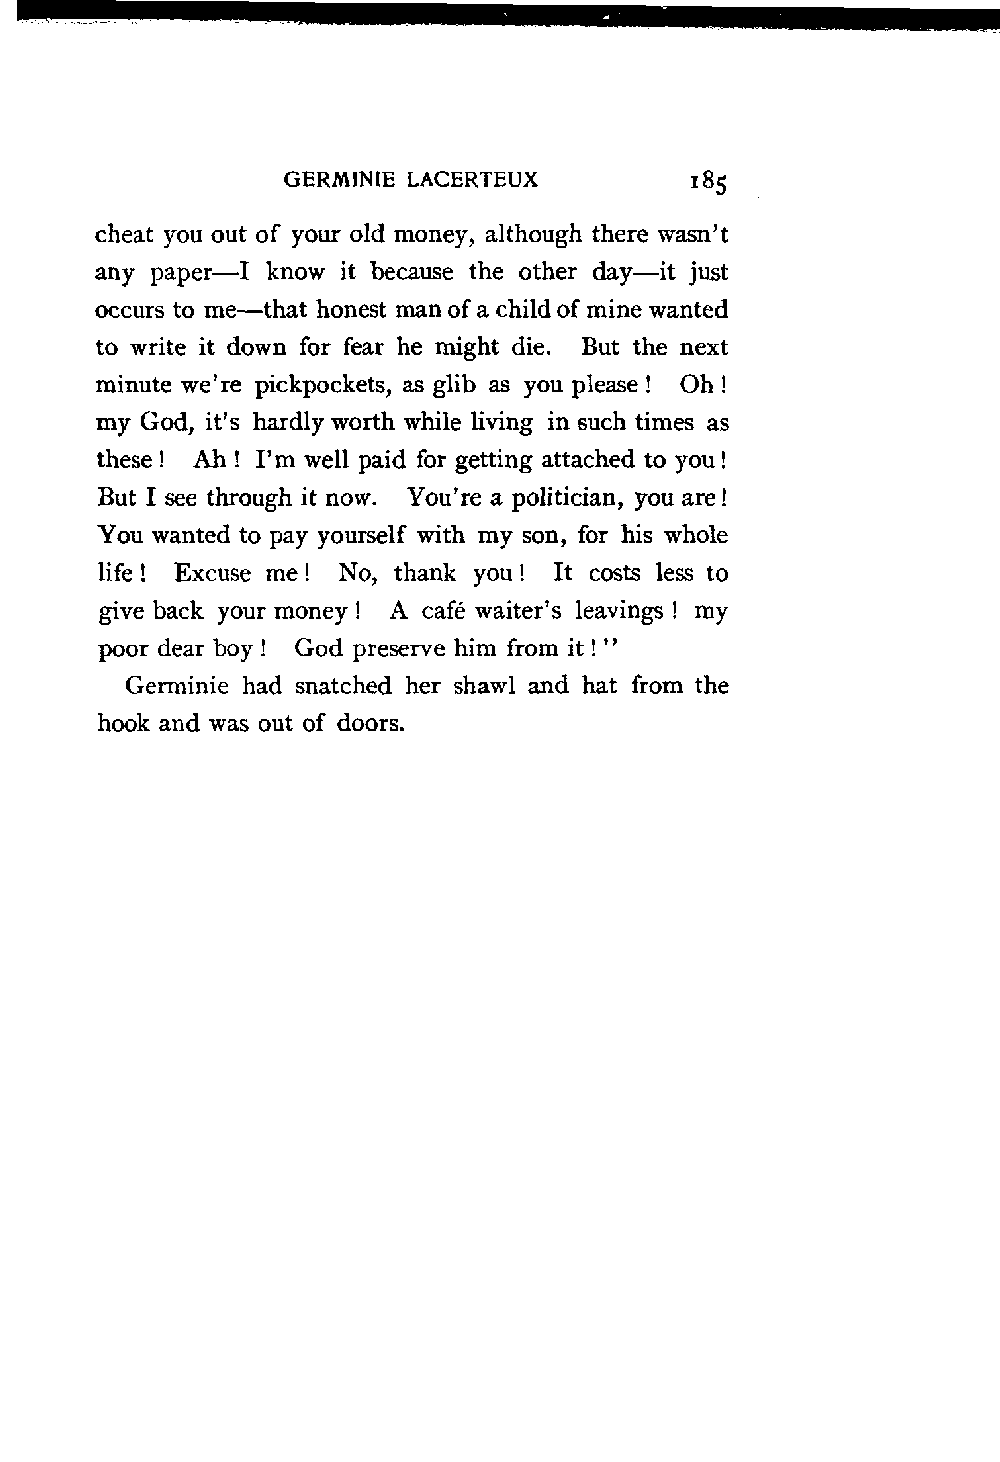 GERMINIE LACERTEUX 185
cheat you out of your old money, although there wasn't
any paper—I know it because the other day—it just
occurs to me—that honest man of a child of mine wanted
to write it down for fear he might die. But the next
minute we're pickpockets, as glib as you please! Oh!
my God, it's hardly worth while living in such times as
these! Ah! I'm well paid for getting attached to you!
But I see through it now. You're a politician, you are!
You wanted to pay yourself with my son, for his whole
life! Excuse me! No, thank you! It costs less to
give back your money! A café waiter's leavings! my
poor dear boy! God preserve him from it!"
Germinie had snatched her shawl and hat from the
hook and was out of doors.